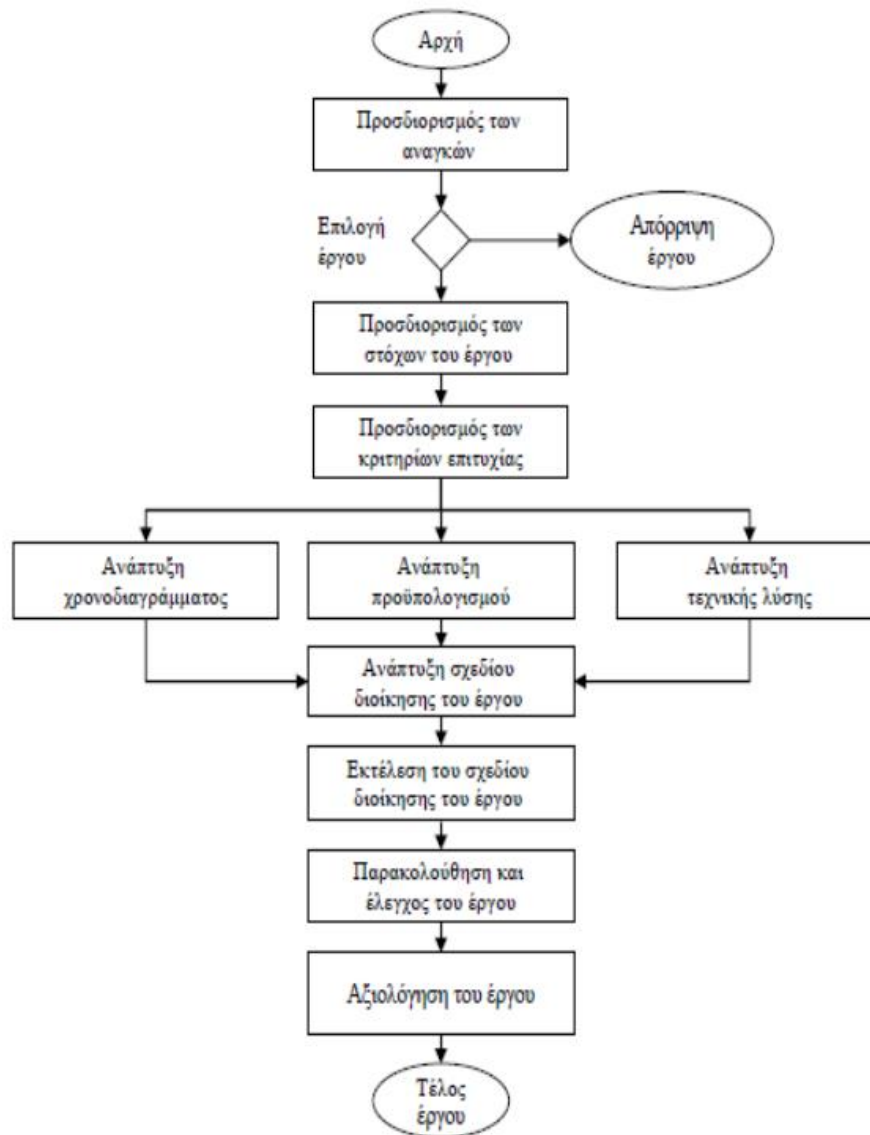 Αρχή
Προσδιορισμός των
αναγκών
Επιλογή
έργου
Απόρριψη
έργου
Προσδιορισμός των
στόχων του έργου
Προσδιορισμός των
κριτηρίων επιτυχίας
Ανάπτυξη
χρονοδιαγράμματος
Ανάπτυξη
προϋπολογισμού
Ανάπτυξη
τεχνικής λύσης
Ανάπτυξη σχεδίου
διοίκησης του έργου
Εκτέλεση του σχεδίου
διοίκησης του έργου
Παρακολούθηση και
έλεγχος του έργου
Αξιολόγηση του έργου
Τέλος
έργου